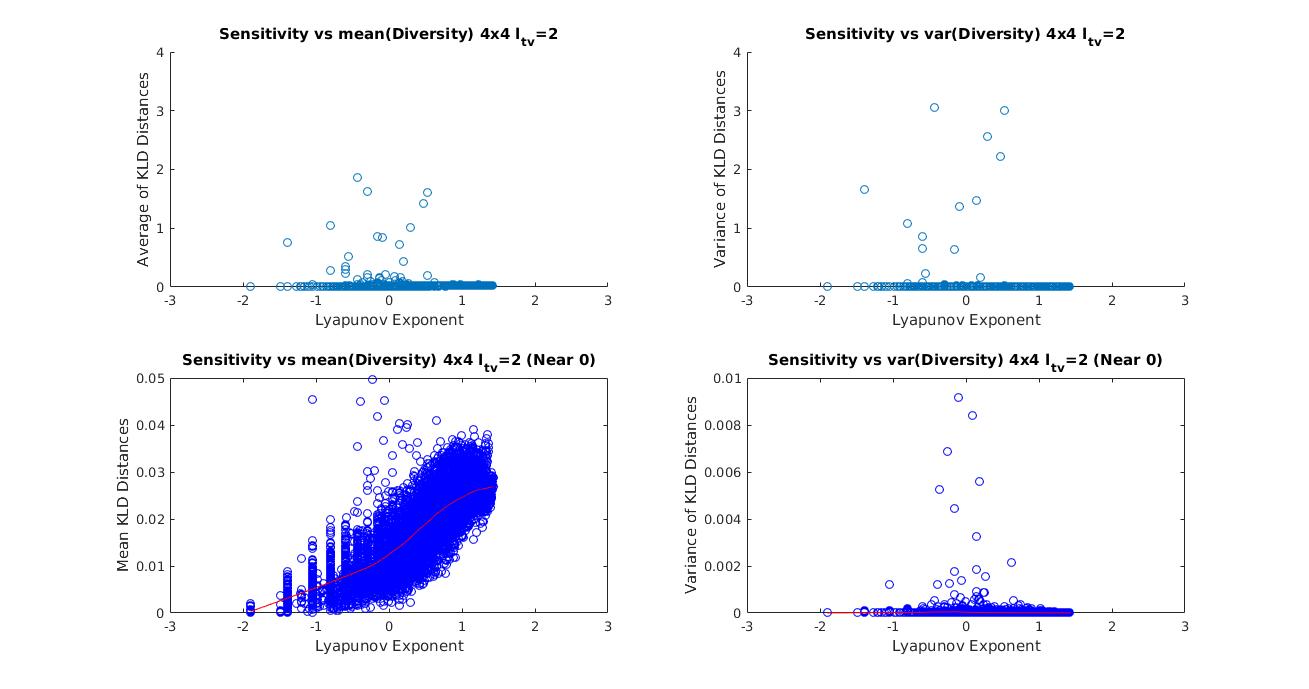 Sensitivity vs mean(Diversity) 4x4 l_tv=2
4
3
2
1
0
Average of KLD Distances
-3 -2 -1 0 1 2 3
Lyapunov Exponent
Sensitivity vs var(Diversity) 4x4 l_tv=2
4
3
2
1
0
Variance of KLD Distances
-3 -2 -1 0 1 2 3
Lyapunov Exponent
Sensitivity vs mean(Diversity) 4x4 l_tv=2 (Near 0)
0.05
0.04
0.03
0.02
0.01
0
Mean KLD Distances
-3 -2 -1 0 1 2 3
Lyapunov Exponent
Sensitivity vs var(Diversity) 4x4 l_tv=2 (Near 0)
0.01
0.008
0.006
0.004
0.002
0
Variance of KLD Distances
-3 -2 -1 0 1 2 3
Lyapunov Exponent